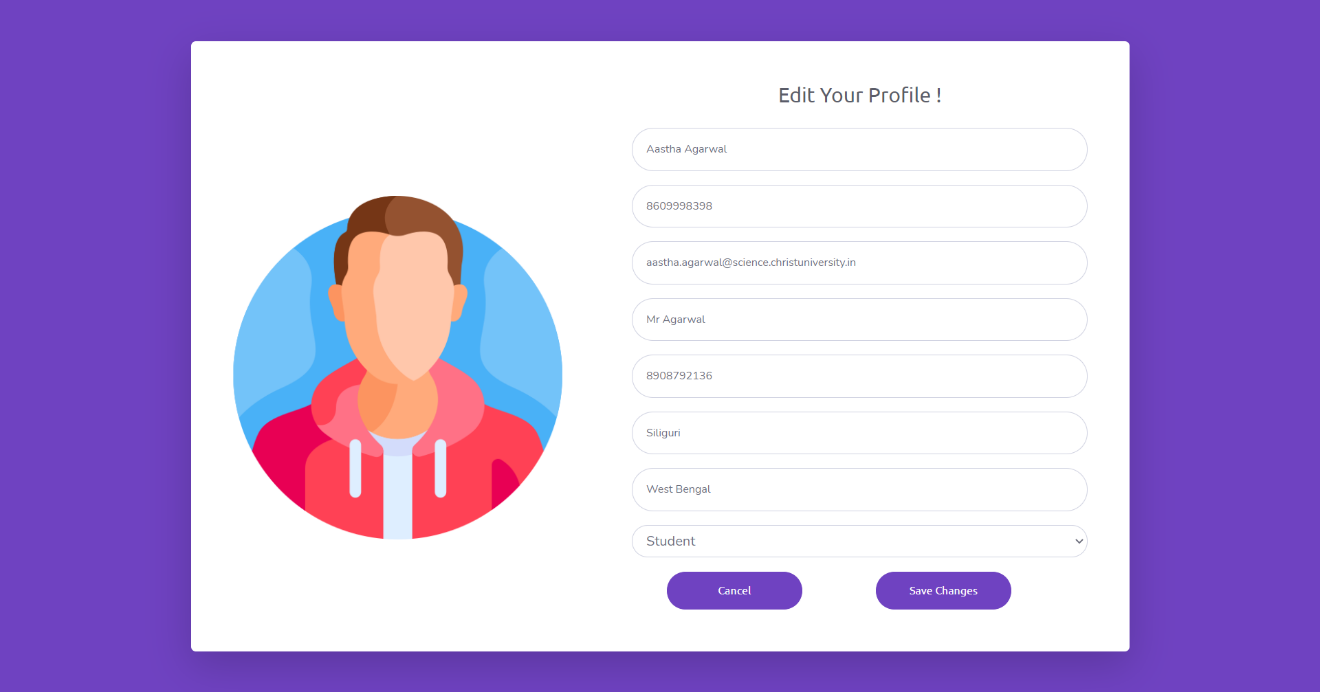 Edit Your Profile !
Aastha Agarwal
8609998398
aastha.agarwal@science.christuniversity.in
Mr Agarwal
8908792136
Siliguri
West Bengal
Student
Cancel
Save Changes